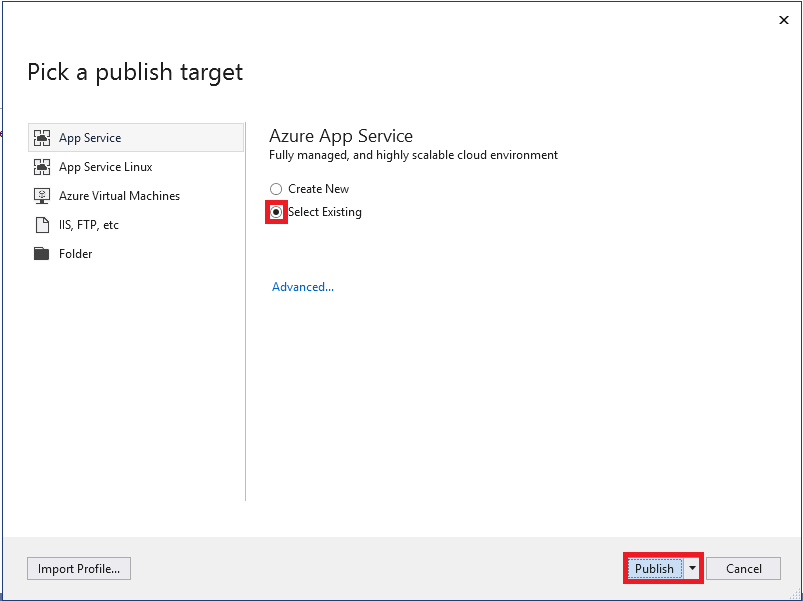 Pick a publish target
App Service
App Service Linux
Azure Virtual Machines
IIS, FTP, etc
Folder
Azure App Service
Fully managed, and highly scalable cloud environment
Create New
Select Existing
Advanced...
Import Profile...
Publish
Cancel